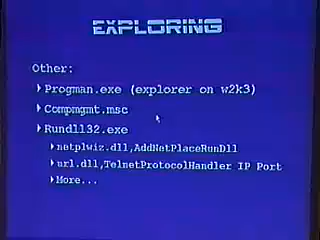 EXPLORING
Other:
Progman.exe (explorer on w2k3)
Compmgmt.msc
Rundll32.exe
netplwiz.dll,AddNetPlaceRunDll
url.dll,TelnetProtocolHandler IP Port
More...